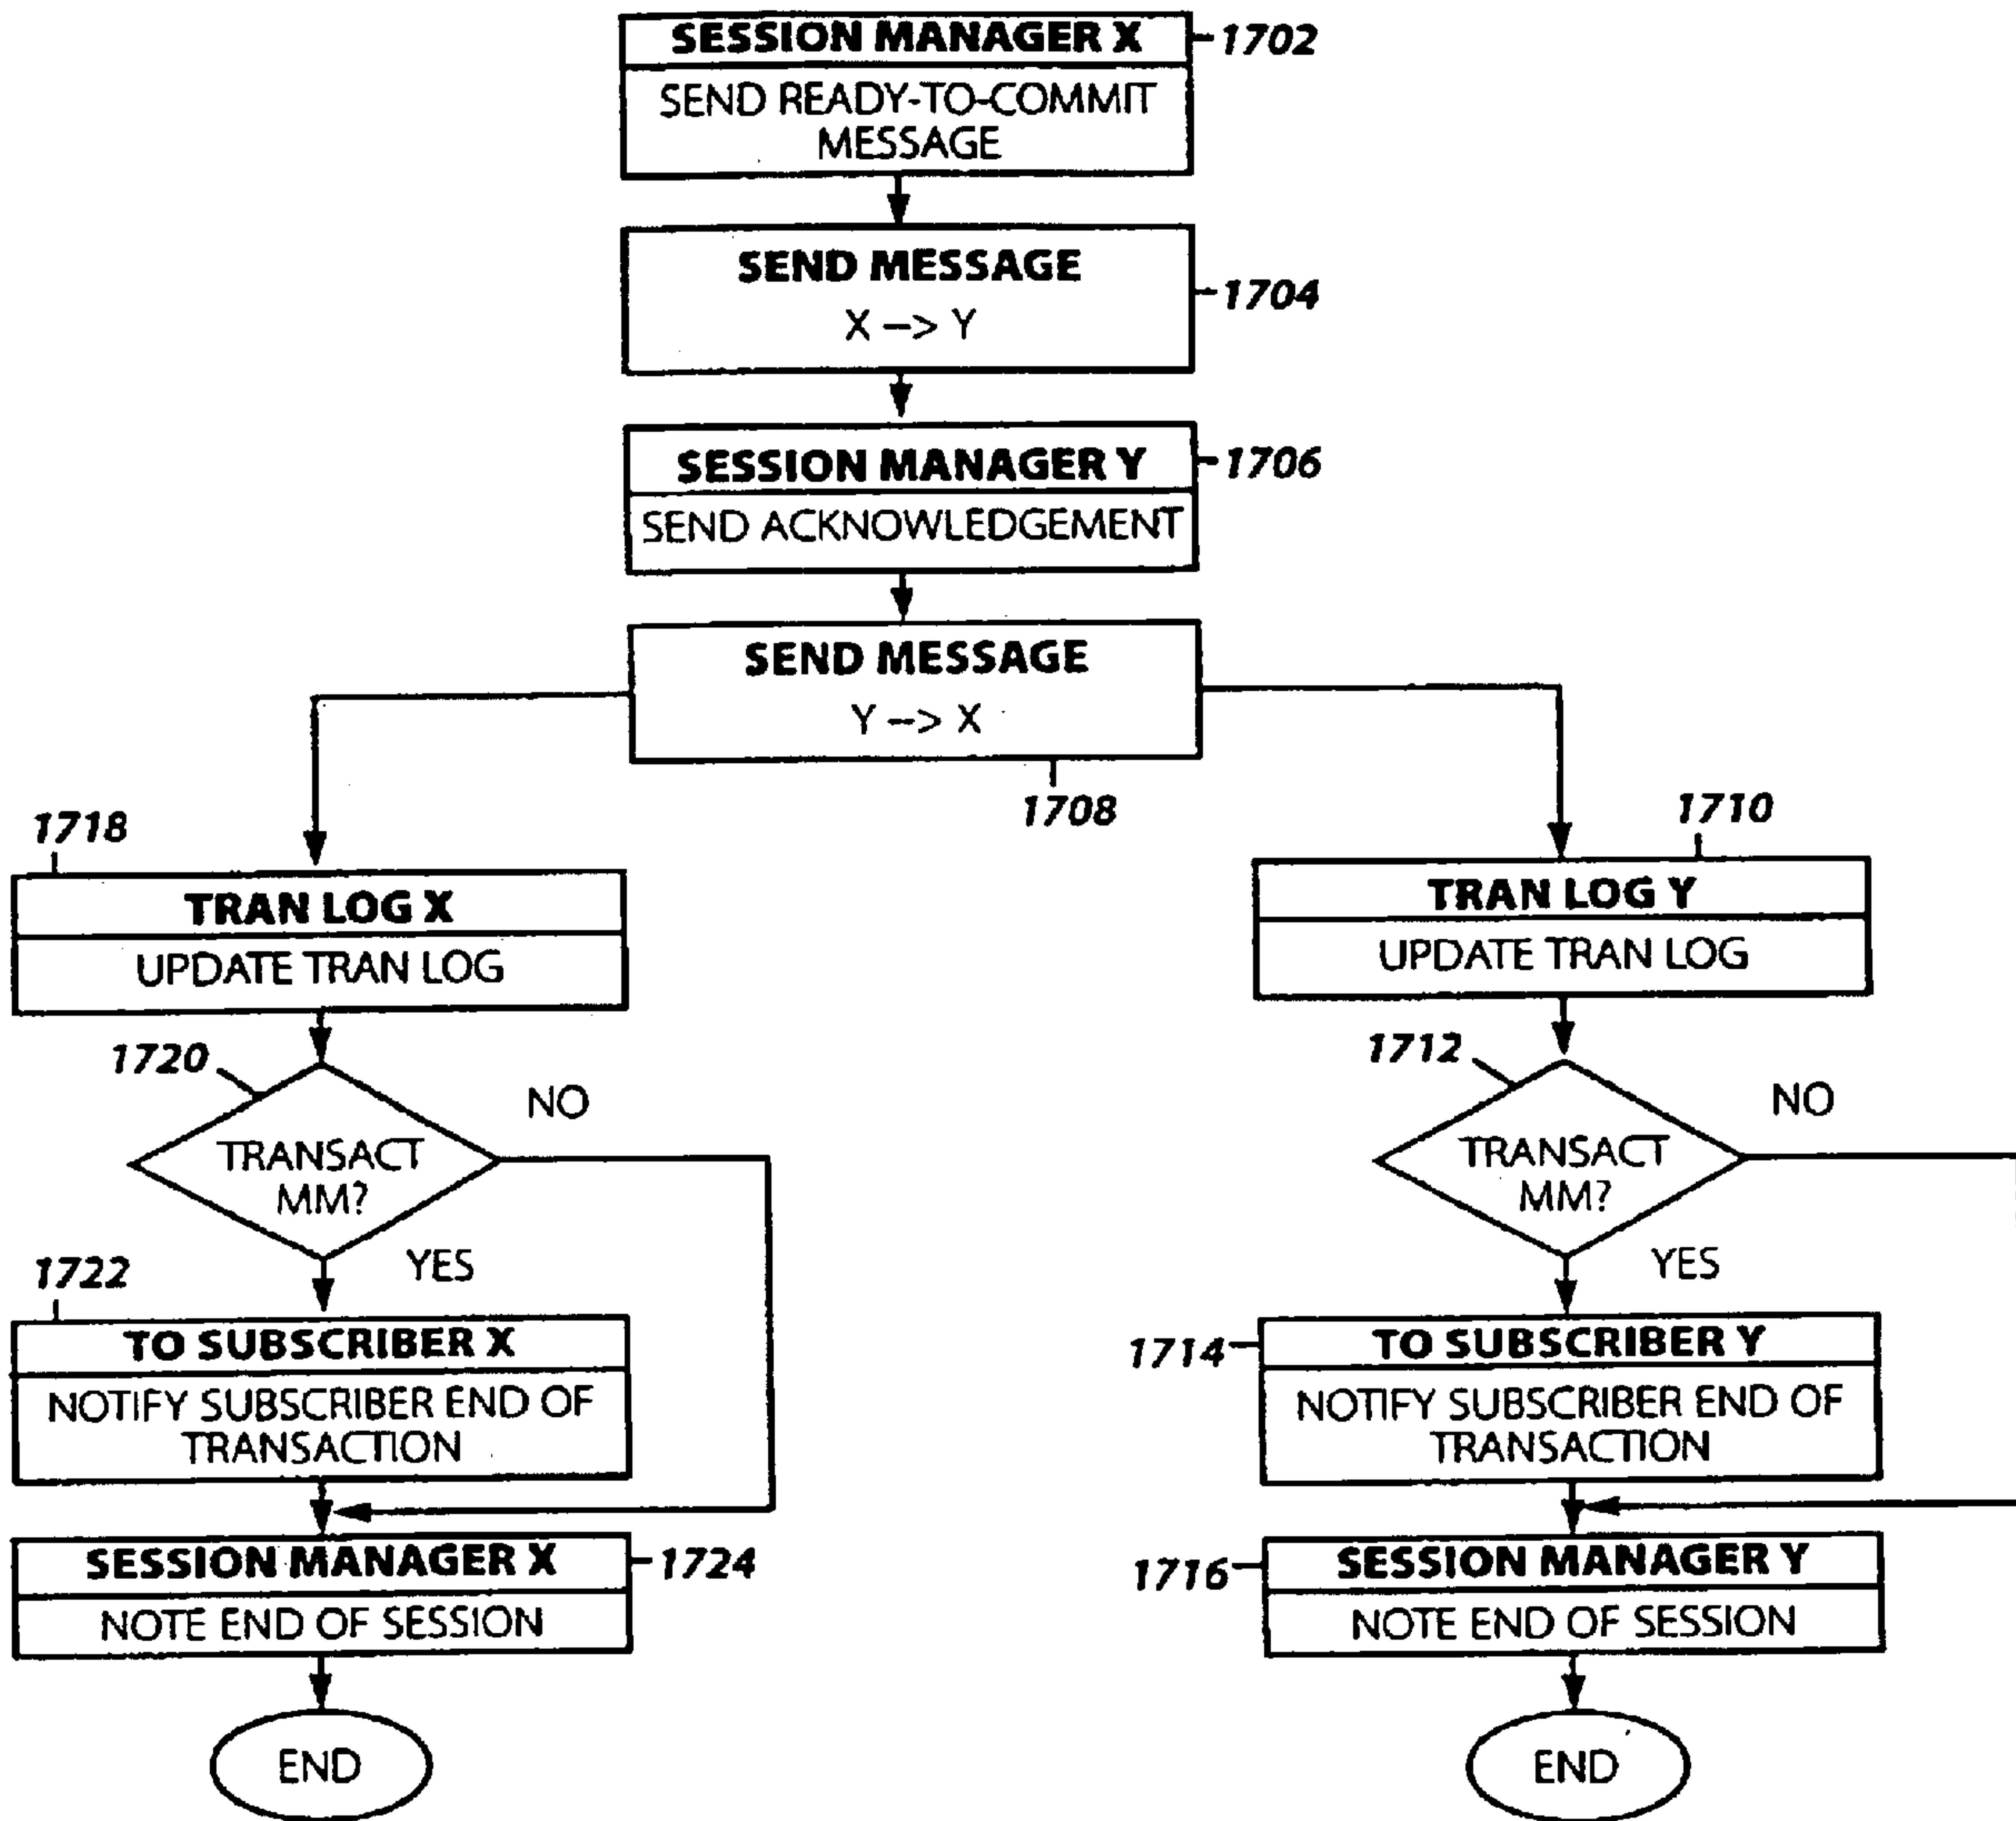 SESSION MANAGER X
1702
SEND READY-TO-COMMIT
MESSAGE
SEND MESSAGE
X --> Y
1704
SESSION MANAGER Y
1706
SEND ACKNOWLEDGEMENT
SEND MESSAGE
Y --> X
1708
1718
TRAN LOG X
UPDATE TRAN LOG
1720
NO
TRANSACT
MM?
YES
1722
TO SUBSCRIBER X
NOTIFY SUBSCRIBER END OF
TRANSACTION
SESSION MANAGER X
1724
NOTE END OF SESSION
END
1710
TRAN LOG Y
UPDATE TRAN LOG
1712
NO
TRANSACT
MM?
YES
1714
TO SUBSCRIBER Y
NOTIFY SUBSCRIBER END OF
TRANSACTION
1716
SESSION MANAGER Y
NOTE END OF SESSION
END